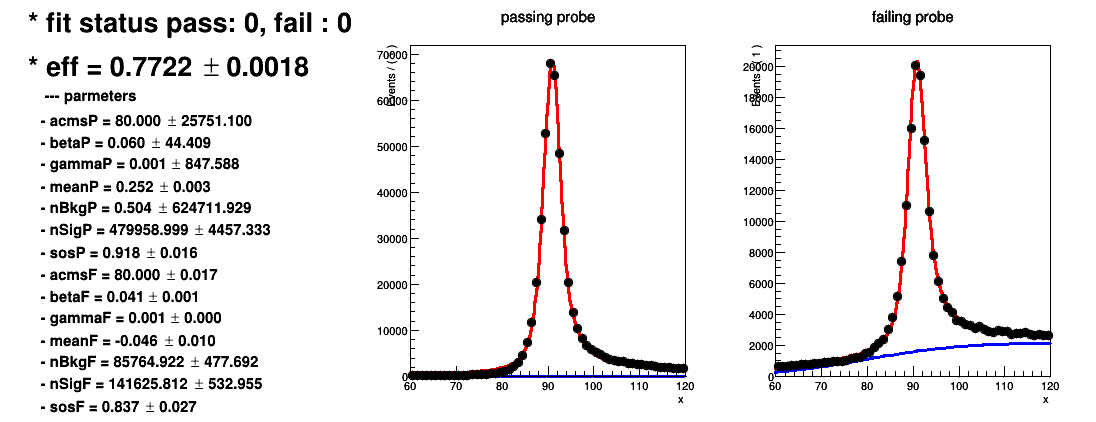 * fit status pass: 0, fail : 0
* eff = 0.7722 ± 0.0018
--- parmeters
- acmsP = 80.000 ± 25751.100
- betaP = 0.060 ± 44.409
- gammaP = 0.001 ± 847.588
- meanP = 0.252 ± 0.003
- nBkgP = 0.504 ± 624711.929
- nSigP = 479958.999 ± 4457.333
- sosP = 0.918 ± 0.016
- acmsF = 80.000 ± 0.017
- betaF = 0.041 ± 0.001
- gammaF = 0.001 ± 0.000
- meanF = -0.046 ± 0.010
- nBkgF = 85764.922 ± 477.692
- nSigF = 141625.812 ± 532.955
- sosF = 0.837 ± 0.027
passing probe
70000
60000
50000
40000
30000
20000
10000
0
60 70 80 90 100 110 120
x
failing probe
20000
18000
16000
14000
12000
10000
8000
6000
4000
2000
0
60 70 80 90 100 110 120
x